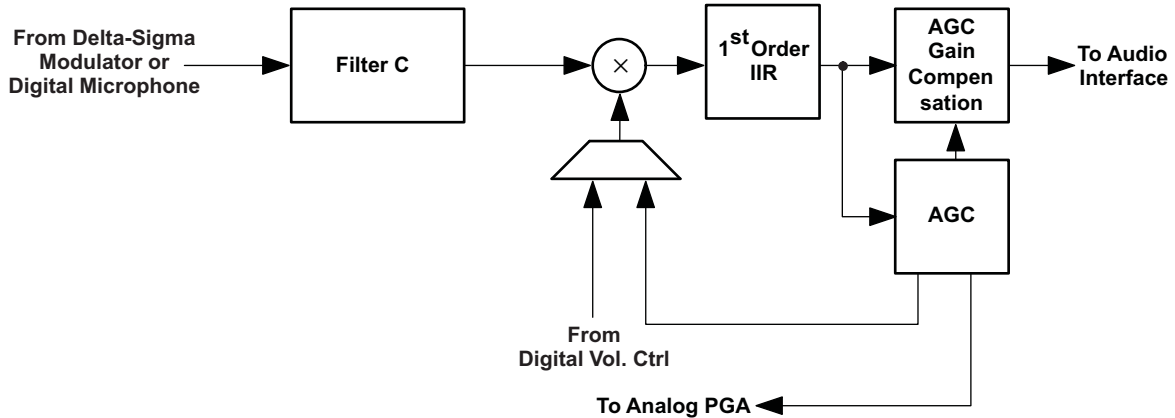 From Delta-Sigma
Modulator or
Digital Microphone
Filter C
×
1st Order
IIR
AGC
Gain
Compen
sation
To Audio
Interface
AGC
From
Digital Vol. Ctrl
To Analog PGA